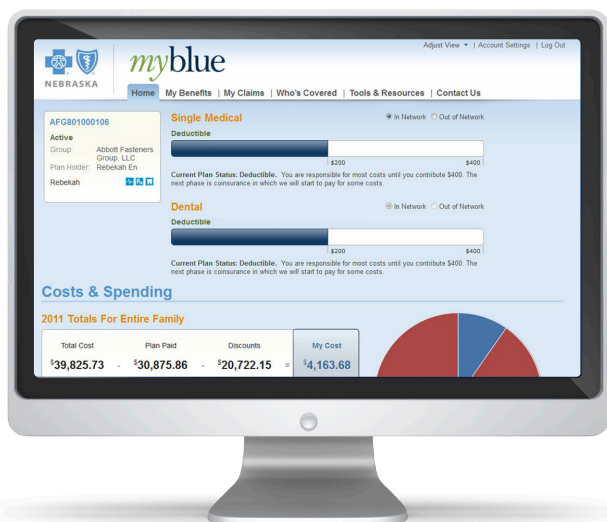 Adjust View | Account Settings | Log Out
NEBRASKA
myblue
Home My Benefits | My Claims | Who's Covered | Tools & Resources | Contact Us
AFG801000106
Active
Group: Abbott Fasteners
Group, LLC
Plan Holder: Rebekah En
Rebekah
Single Medical In Network Out of Network
Deductible
$200 $400
Current Plan Status: Deductible. You are responsible for most costs until you contribute $400. The
next phase is coinsurance in which we will start to pay for some costs.
Dental In Network Out of Network
Deductible
$200 $400
Current Plan Status: Deductible. You are responsible for most costs until you contribute $400. The
next phase is coinsurance in which we will start to pay for some costs.
Costs & Spending
2011 Totals For Entire Family
Total Cost Plan Paid Discounts My Cost
$39,825.73 - $30,875.86 - $20,722.15 = $4,163.68